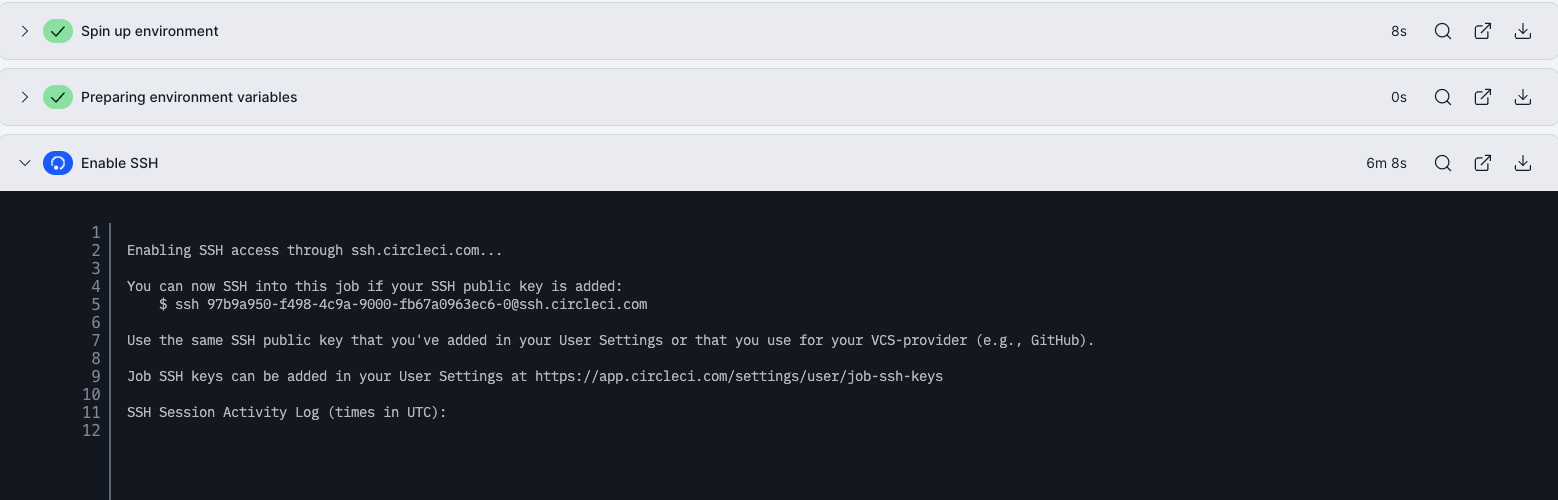 Spin up environment 8s
Preparing environment variables 0s
Enable SSH 6m 8s
1
2 Enabling SSH access through ssh.circleci.com...
3
4 You can now SSH into this job if your SSH public key is added:
5 $ ssh 97b9a950-f498-4c9a-9000-fb67a0963ec6-0@ssh.circleci.com
6
7 Use the same SSH public key that you've added in your User Settings or that you use for your VCS-provider (e.g., GitHub).
8
9 Job SSH keys can be added in your User Settings at https://app.circleci.com/settings/user/job-ssh-keys
10
11 SSH Session Activity Log (times in UTC):
12